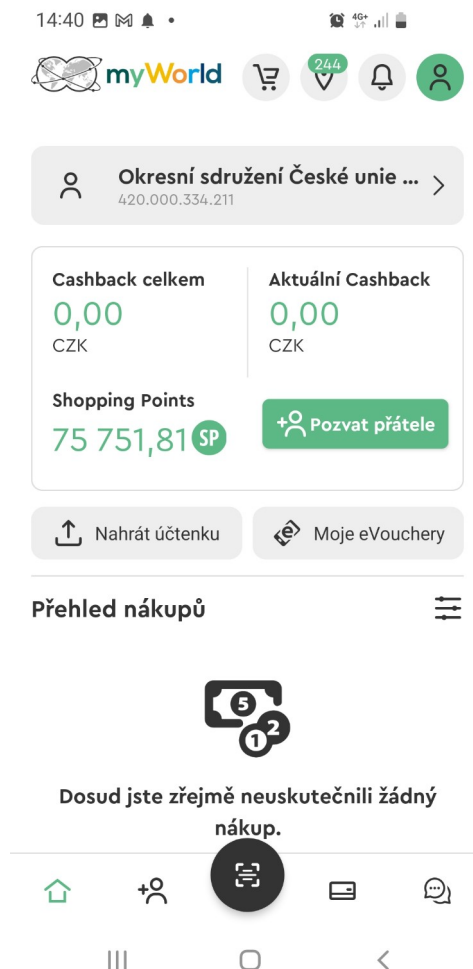 14:40
4G+
myWorld
244
Okresní sdružení České unie ...
420.000.334.211
Cashback celkem
0,00
CZK
Aktuální Cashback
0,00
CZK
Shopping Points
75 751,81 SP
Pozvat přátele
Nahrát účtenku
Moje eVouchery
Přehled nákupů
5
1 2
Dosud jste zřejmě neuskutečnili žádný
nákup.